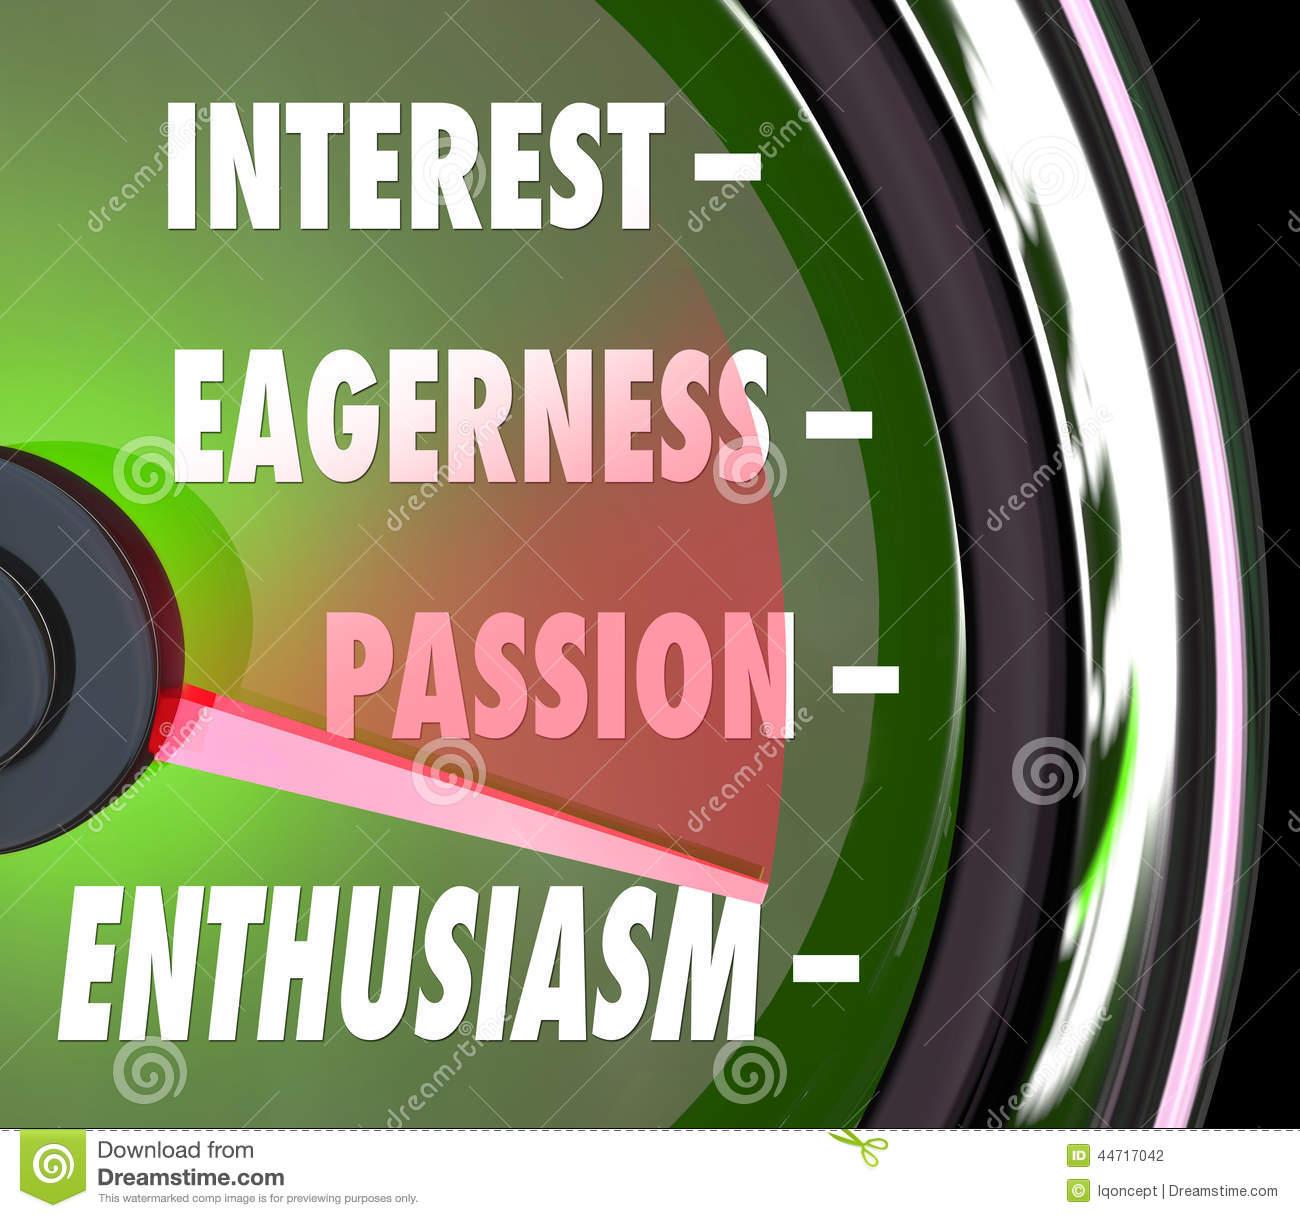 INTEREST -
EAGERNESS -
PASSION -
ENTHUSIASM -
dreamstime
Download from
Dreamstime.com
This watermarked comp image is for previewing purposes only.
ID 44717042
© Iqoncept | Dreamstime.com